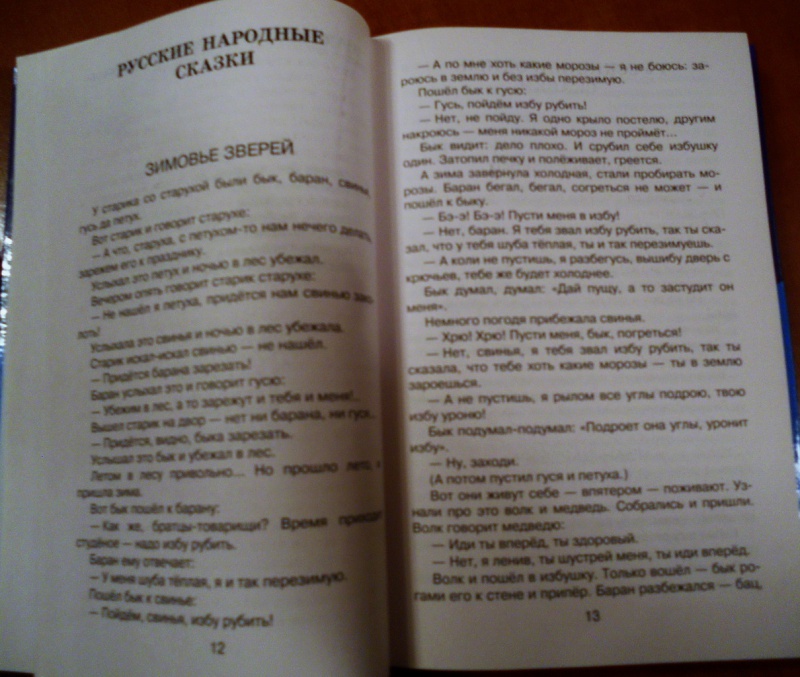 РУССКИЕ НАРОДНЫЕ
СКАЗКИ
ЗИМОВЬЕ ЗВЕРЕЙ
У старика со старухой были бык, баран, свинья,
гусь да петух.
Вот старик и говорит старухе:
— А что, старуха, с петухом-то нам нечего делать,
зарежем его к празднику.
Услыхал это петух и ночью в лес убежал.
Вечером опять говорит старик старухе:
— Не нашёл я петуха, придётся нам свинью зако-
лоть!
Услыхала это свинья и ночью в лес убежала.
Старик искал-искал свинью — не нашёл.
— Придётся барана зарезать!
Баран услыхал это и говорит гусю:
— Убежим в лес, а то зарежут и тебя и меня!..
Вышел старик на двор — нет ни барана, ни гуся...
— Придётся, видно, быка зарезать.
Услыхал это бык и убежал в лес.
Летом в лесу привольно... Но прошло лето, и
пришла зима.
Вот бык пошёл к барану:
— Как же, братцы-товарищи? Время приходит
студёное — надо избу рубить.
Баран ему отвечает:
— У меня шуба тёплая, я и так перезимую.
Пошёл бык к свинье:
— Пойдём, свинья, избу рубить!
12
— А по мне хоть какие морозы — я не боюсь: за-
роюсь в землю и без избы перезимую.
Пошёл бык к гусю:
— Гусь, пойдём избу рубить!
— Нет, не пойду. Я одно крыло постелю, другим
накроюсь — меня никакой мороз не проймёт...
Бык видит: дело плохо. И срубил себе избушку
один. Затопил печку и полёживает, греется.
А зима завернула холодная, стали пробирать мо-
розы. Баран бегал, бегал, согреться не может — и
пошёл к быку.
— Бэ-э! Бэ-э! Пусти меня в избу!
— Нет, баран. Я тебя звал избу рубить, так ты ска-
зал, что у тебя шуба тёплая, ты и так перезимуешь.
— А коли не пустишь, я разбегусь, вышибу дверь с
крючьев, тебе же будет холоднее.
Бык думал, думал: «Дай пущу, а то застудит он
меня».
Немного погодя прибежала свинья.
— Хрю! Хрю! Пусти меня, бык, погреться!
— Нет, свинья, я тебя звал избу рубить, так ты
сказала, что тебе хоть какие морозы — ты в землю
зароешься.
— А не пустишь, я рылом все углы подрою, твою
избу уроню!
Бык подумал-подумал: «Подроет она углы, уронит
избу».
— Ну, заходи.
(А потом пустил гуся и петуха.)
Вот они живут себе — впятером — поживают. Уз-
нали про это волк и медведь. Собрались и пришли.
Волк говорит медведю:
— Иди ты вперёд, ты здоровый.
— Нет, я ленив, ты шустрей меня, ты иди вперёд.
Волк и пошёл в избушку. Только вошёл — бык ро-
гами его к стене и припёр. Баран разбежался — бац,
13